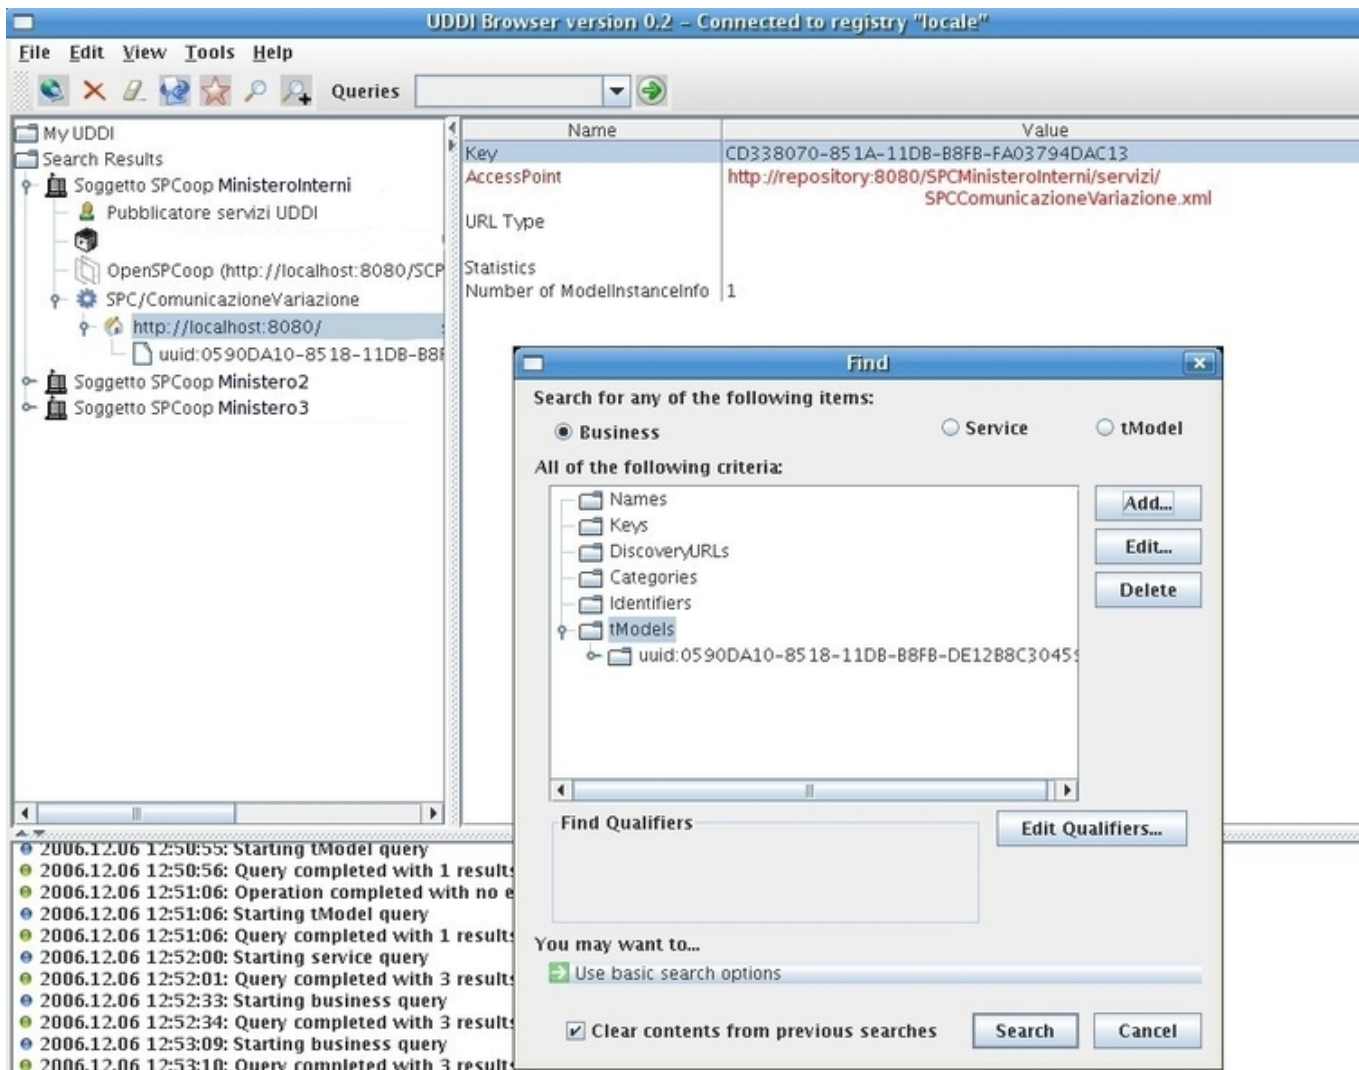 UDDI Browser version 0.2 – Connected to registry "locale"
File Edit View Tools Help
Queries
My UDDI
Search Results
Soggetto SPCoop MinisteroInterni
Pubblicatore servizi UDDI
OpenSPCoop (http://localhost:8080/SCP
SPC/ComunicazioneVariazione
http://localhost:8080/
uuid:0590DA10-8518-11DB-B8F
Soggetto SPCoop Ministero2
Soggetto SPCoop Ministero3
Name Value
Key CD338070-851A-11DB-B8FB-FA03794DAC13
AccessPoint http://repository:8080/SPCMinisteroInterni/servizi/
SPCComunicazioneVariazione.xml
URL Type
Statistics
Number of ModelInstanceInfo 1
Find
Search for any of the following items:
Business Service tModel
All of the following criteria:
Names
Keys
DiscoveryURLs
Categories
Identifiers
tModels
uuid:0590DA10-8518-11DB-B8FB-DE12B8C3045
Add...
Edit...
Delete
Find Qualifiers
Edit Qualifiers...
You may want to...
Use basic search options
Clear contents from previous searches
Search Cancel
2006.12.06 12:50:55: Starting tModel query
2006.12.06 12:50:56: Query completed with 1 results
2006.12.06 12:51:06: Operation completed with no e
2006.12.06 12:51:06: Starting tModel query
2006.12.06 12:51:06: Query completed with 1 results
2006.12.06 12:52:00: Starting service query
2006.12.06 12:52:01: Query completed with 3 results
2006.12.06 12:52:33: Starting business query
2006.12.06 12:52:34: Query completed with 3 results
2006.12.06 12:53:09: Starting business query
2006.12.06 12:53:10: Query completed with 3 results